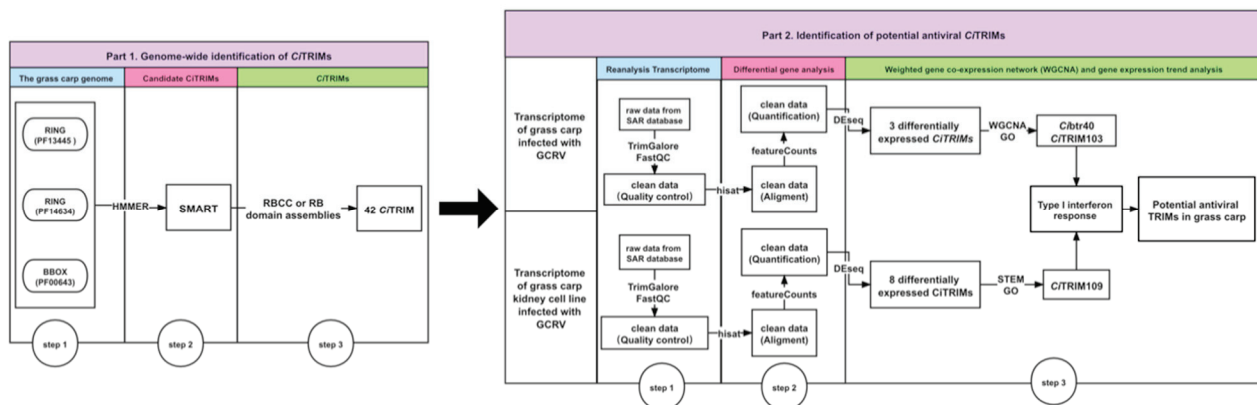 Part 1. Genome-wide identification of CiTRIMs
The grass carp genome
Candidate CiTRIMs
CiTRIMs
RING
(PF13445 )
RING
(PF14634)
BBOX
(PF00643)
HMMER
SMART
RBCC or RB
domain assemblies
42 CiTRIM
step 1
step 2
step 3
Part 2. Identification of potential antiviral CiTRIMs
Reanalysis Transcriptome
Differential gene analysis
Weighted gene co-expression network (WGCNA) and gene expression trend analysis
Transcriptome
of grass carp
infected with
GCRV
raw data from
SAR database
TrimGalore
FastQC
clean data
(Quality control)
hisat
clean data
(Aligment)
featureCounts
clean data
(Quantification)
DEseq
3 differentially
expressed CiTRIMs
WGCNA
GO
Cibtr40
CiTRIM103
Type I interferon
response
Potential antiviral
TRIMs in grass carp
Transcriptome
of grass carp
kidney cell line
infected with
GCRV
raw data from
SAR database
TrimGalore
FastQC
clean data
(Quality control)
hisat
clean data
(Aligment)
featureCounts
clean data
(Quantification)
DEseq
8 differentially
expressed CiTRIMs
STEM
GO
CiTRIM109
step 1
step 2
step 3